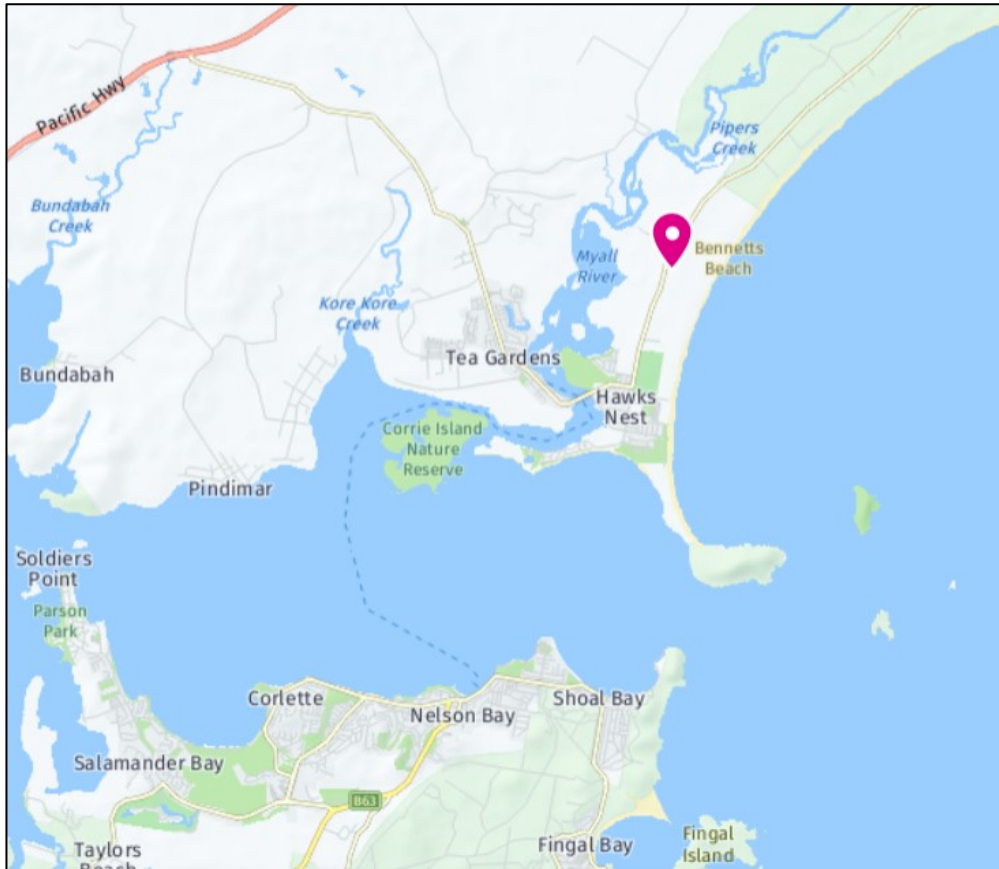 Pacific Hwy
Pipers
Creek
Bundabah
Creek
Bennetts
Beach
Myall
River
Kore Kore
Creek
Tea Gardens
Bundabah
Hawks
Nest
Corrie Island
Nature
Reserve
Pindimar
Soldiers
Point
Parson
Park
Corlette
Shoal Bay
Nelson Bay
Salamander Bay
B63
Fingal
Island
Fingal Bay
Taylors
Beach